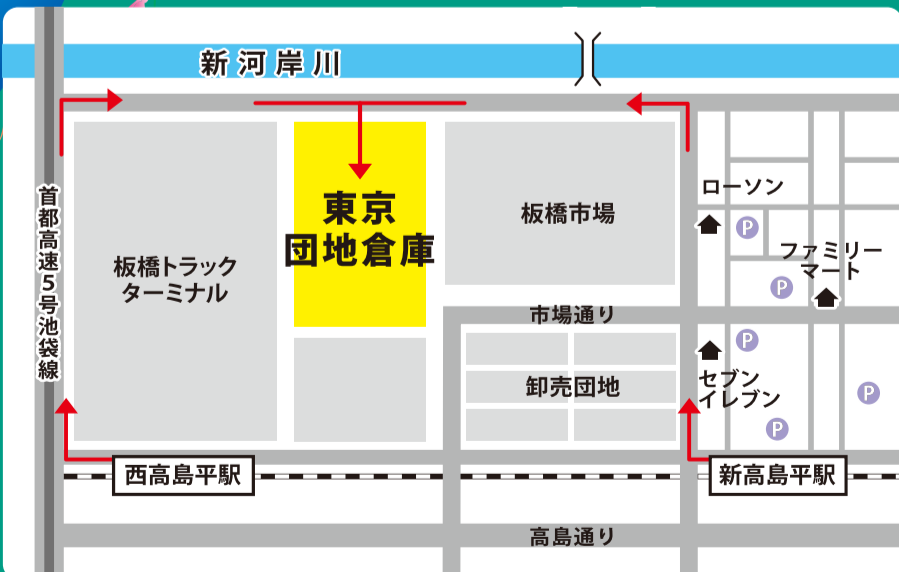 新河岸川
首都高速5号池袋線
東京
団地倉庫
板橋市場
ローソン
P
ファミリー
マート
P
板橋トラック
ターミナル
市場通り
P
卸売団地
セブン
イレブン
P
P
西高島平駅
新高島平駅
高島通り